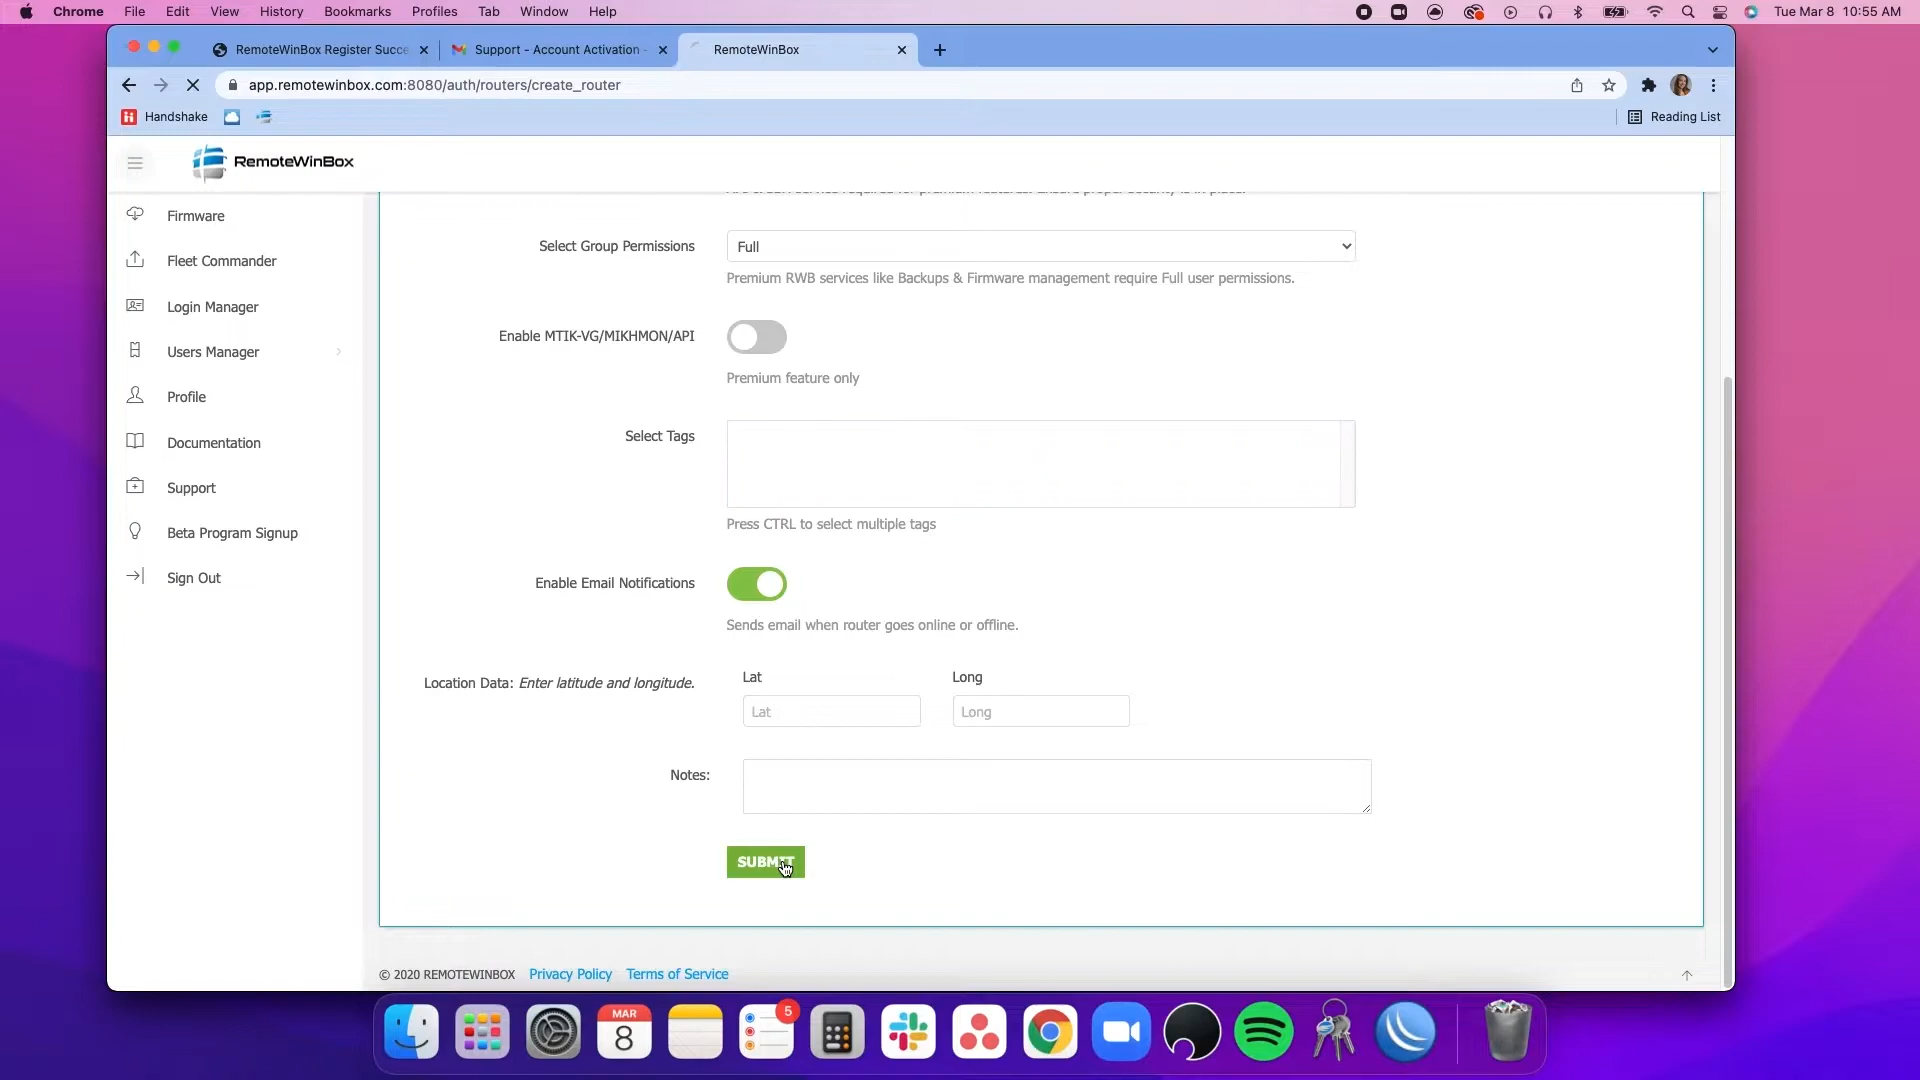 Chrome File Edit View History Bookmarks Profiles Tab Window Help Tue Mar 8 10:55 AM
RemoteWinBox Register Succe Support - Account Activation - RemoteWinBox
app.remotewinbox.com:8080/auth/routers/create_router
Handshake Reading List
RemoteWinBox
Firmware
Fleet Commander
Login Manager
Users Manager
Profile
Documentation
Support
Beta Program Signup
Sign Out
Select Group Permissions Full
Premium RWB services like Backups & Firmware management require Full user permissions.
Enable MTIK-VG/MIKHMON/API
Premium feature only
Select Tags
Press CTRL to select multiple tags
Enable Email Notifications
Sends email when router goes online or offline.
Lat Long
Location Data: Enter latitude and longitude.
Lat Long
Notes:
SUBMIT
© 2020 REMOTEWINBOX Privacy Policy Terms of Service
5
MAR
8